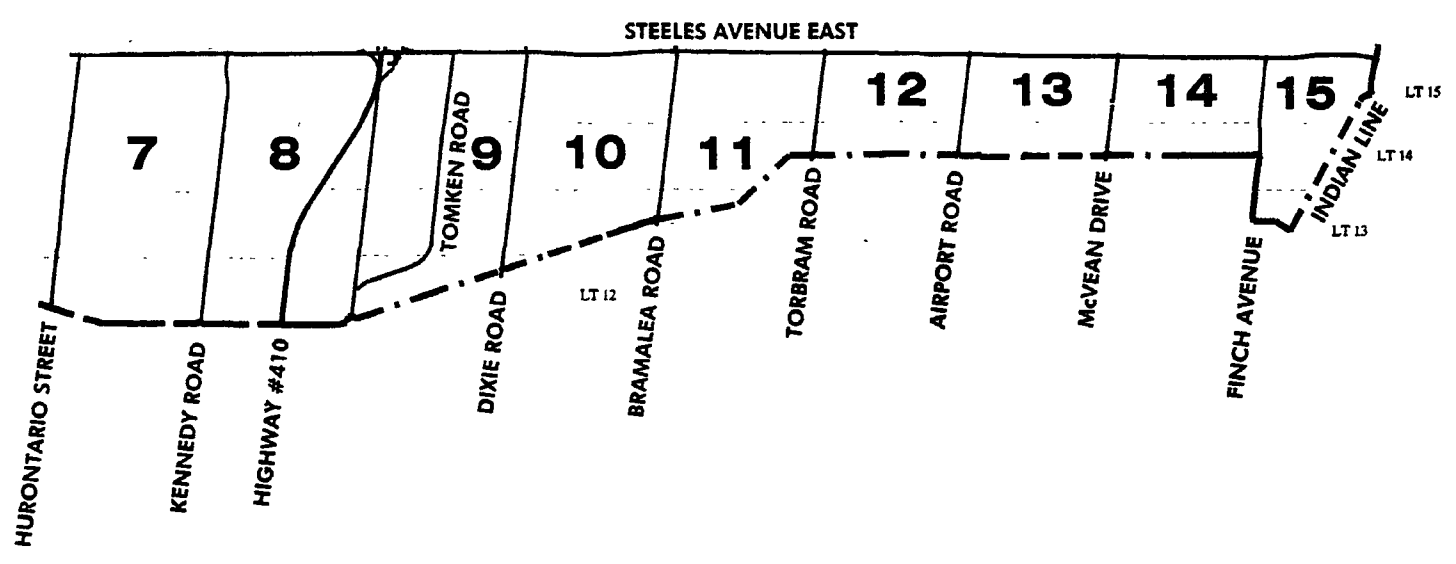 STEELES AVENUE EAST
7
8
9
10
11
12
13
14
15
LT 15
LT 14
LT 13
LT 12
INDIAN LINE
TOMKEN ROAD
HURONTARIO STREET
KENNEDY ROAD
HIGHWAY #410
DIXIE ROAD
BRAMALEA ROAD
TORBRAM ROAD
AIRPORT ROAD
McVEAN DRIVE
FINCH AVENUE